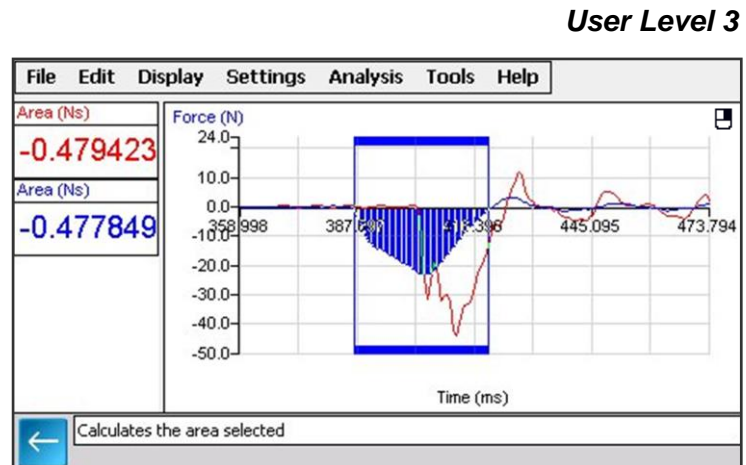 User Level 3
File Edit Display Settings Analysis Tools Help
Area (Ns)
-0.479423
Area (Ns)
-0.477849
Force (N)
24.0
10.0
0.0
358.998 445.095 473.794
-10.0
-20.0
-30.0
-40.0
-50.0
Time (ms)
Calculates the area selected